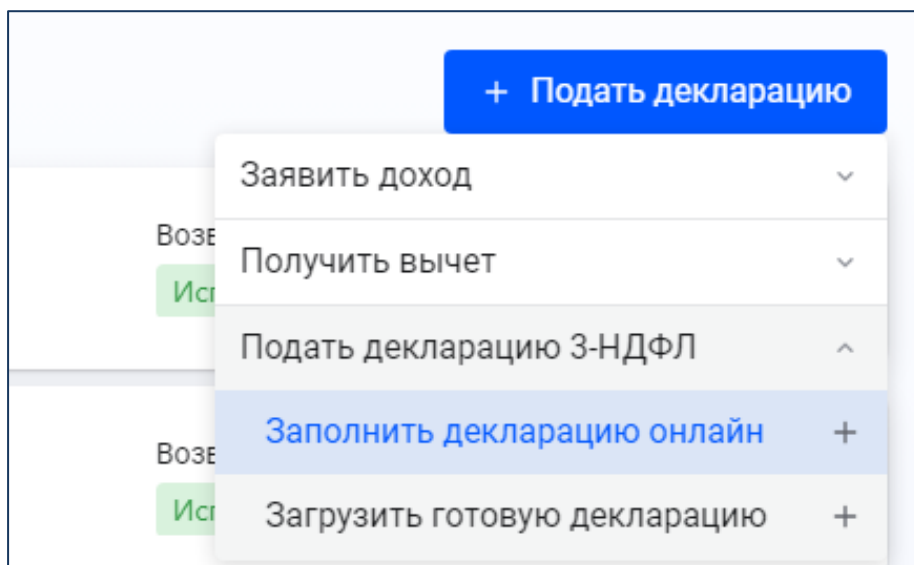 + Подать декларацию
Заявить доход
Получить вычет
Подать декларацию 3-НДФЛ
Заполнить декларацию онлайн +
Загрузить готовую декларацию +